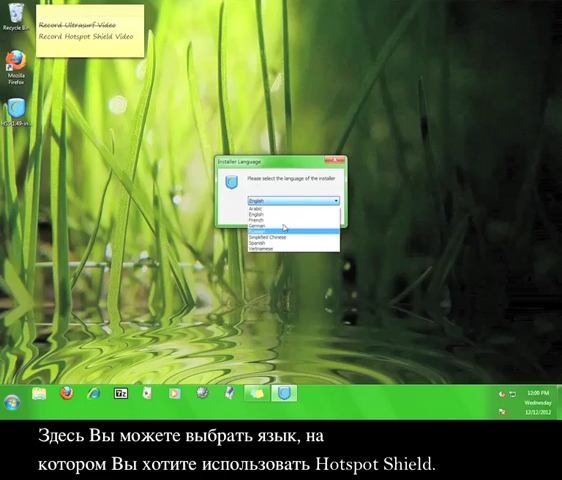 Recycle Bin
Record Ultrasurf Video
Record Hotspot Shield Video
Mozilla
Firefox
Installer Language
Please select the language of the installer
English
Arabic
English
French
German
Russian
Simplified Chinese
Spanish
Vietnamese
12:00 PM
Wednesday
12/12/2012
Здесь Вы можете выбрать язык, на
котором Вы хотите использовать Hotspot Shield.